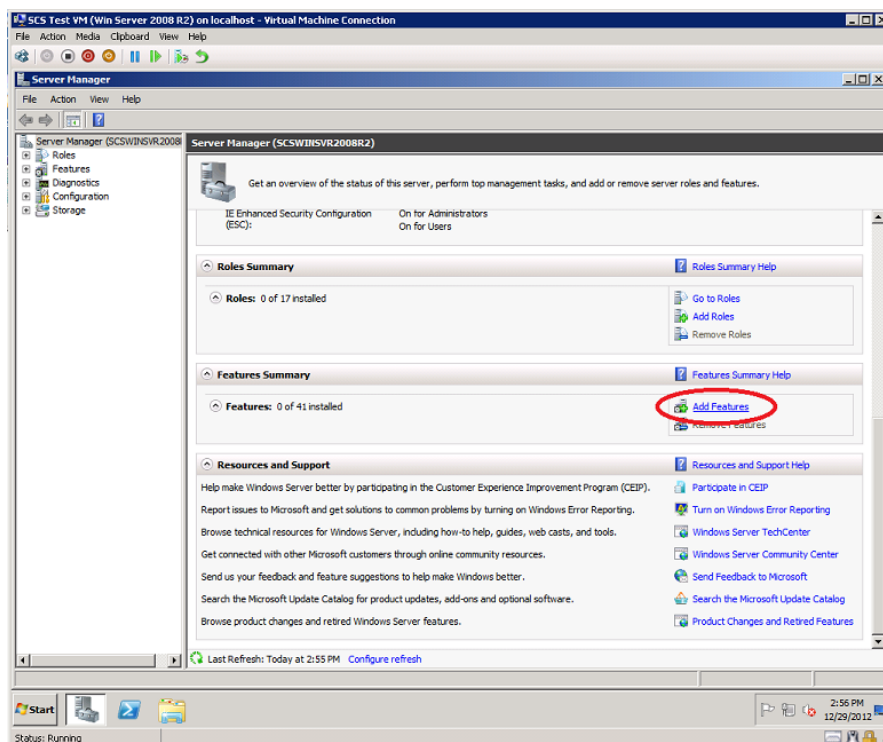 SCS Test VM (Win Server 2008 R2) on localhost - Virtual Machine Connection
File Action Media Clipboard View Help
Server Manager
File Action View Help
Server Manager (SCSWINSVR2008
Roles
Features
Diagnostics
Configuration
Storage
Server Manager (SCSWINSVR2008R2)
Get an overview of the status of this server, perform top management tasks, and add or remove server roles and features.
IE Enhanced Security Configuration (ESC):
On for Administrators
On for Users
Roles Summary
Roles Summary Help
Roles: 0 of 17 installed
Go to Roles
Add Roles
Remove Roles
Features Summary
Features Summary Help
Features: 0 of 41 installed
Add Features
Remove Features
Resources and Support
Resources and Support Help
Help make Windows Server better by participating in the Customer Experience Improvement Program (CEIP).
Participate in CEIP
Report issues to Microsoft and get solutions to common problems by turning on Windows Error Reporting.
Turn on Windows Error Reporting
Browse technical resources for Windows Server, including how-to help, guides, web casts, and tools.
Windows Server TechCenter
Get connected with other Microsoft customers through online community resources.
Windows Server Community Center
Send us your feedback and feature suggestions to help make Windows better.
Send Feedback to Microsoft
Search the Microsoft Update Catalog for product updates, add-ons and optional software.
Search the Microsoft Update Catalog
Browse product changes and retired Windows Server features.
Product Changes and Retired Features
Last Refresh: Today at 2:55 PM Configure refresh
Start
2:56 PM
12/29/2012
Status: Running